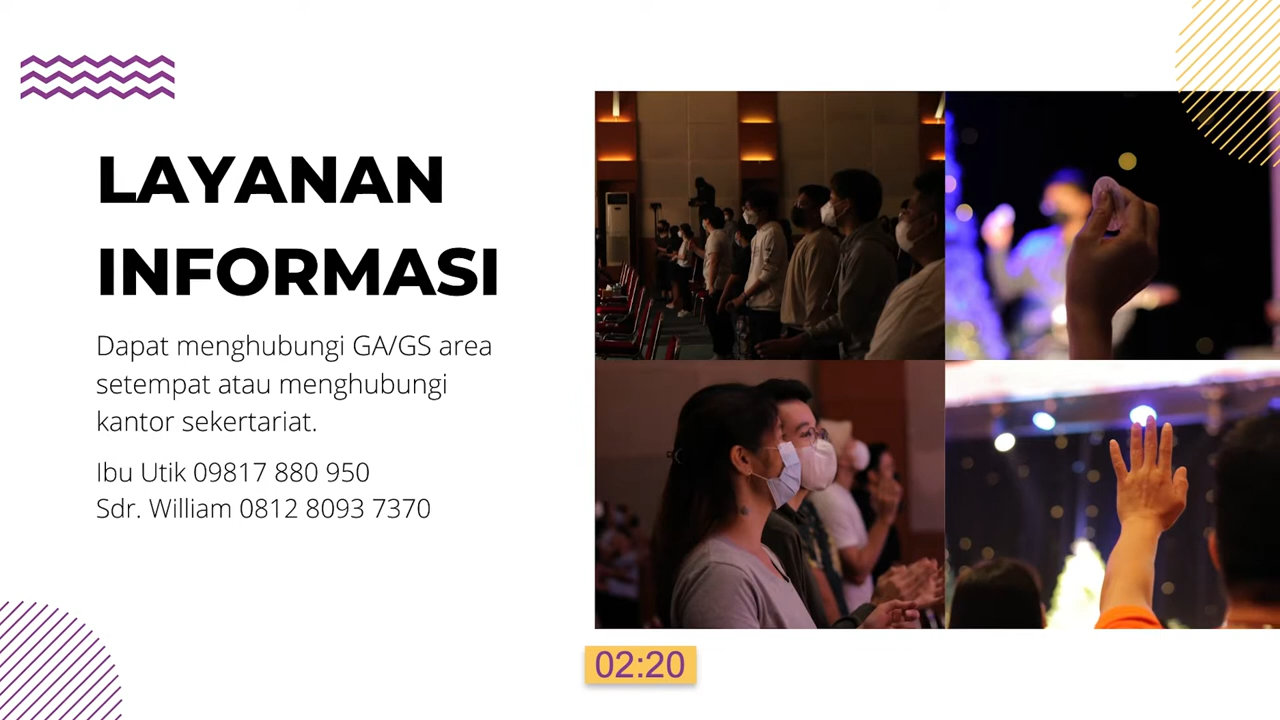 LAYANAN
INFORMASI
Dapat menghubungi GA/GS area
setempat atau menghubungi
kantor sekertariat.
Ibu Utik 09817 880 950
Sdr. William 0812 8093 7370
02:20